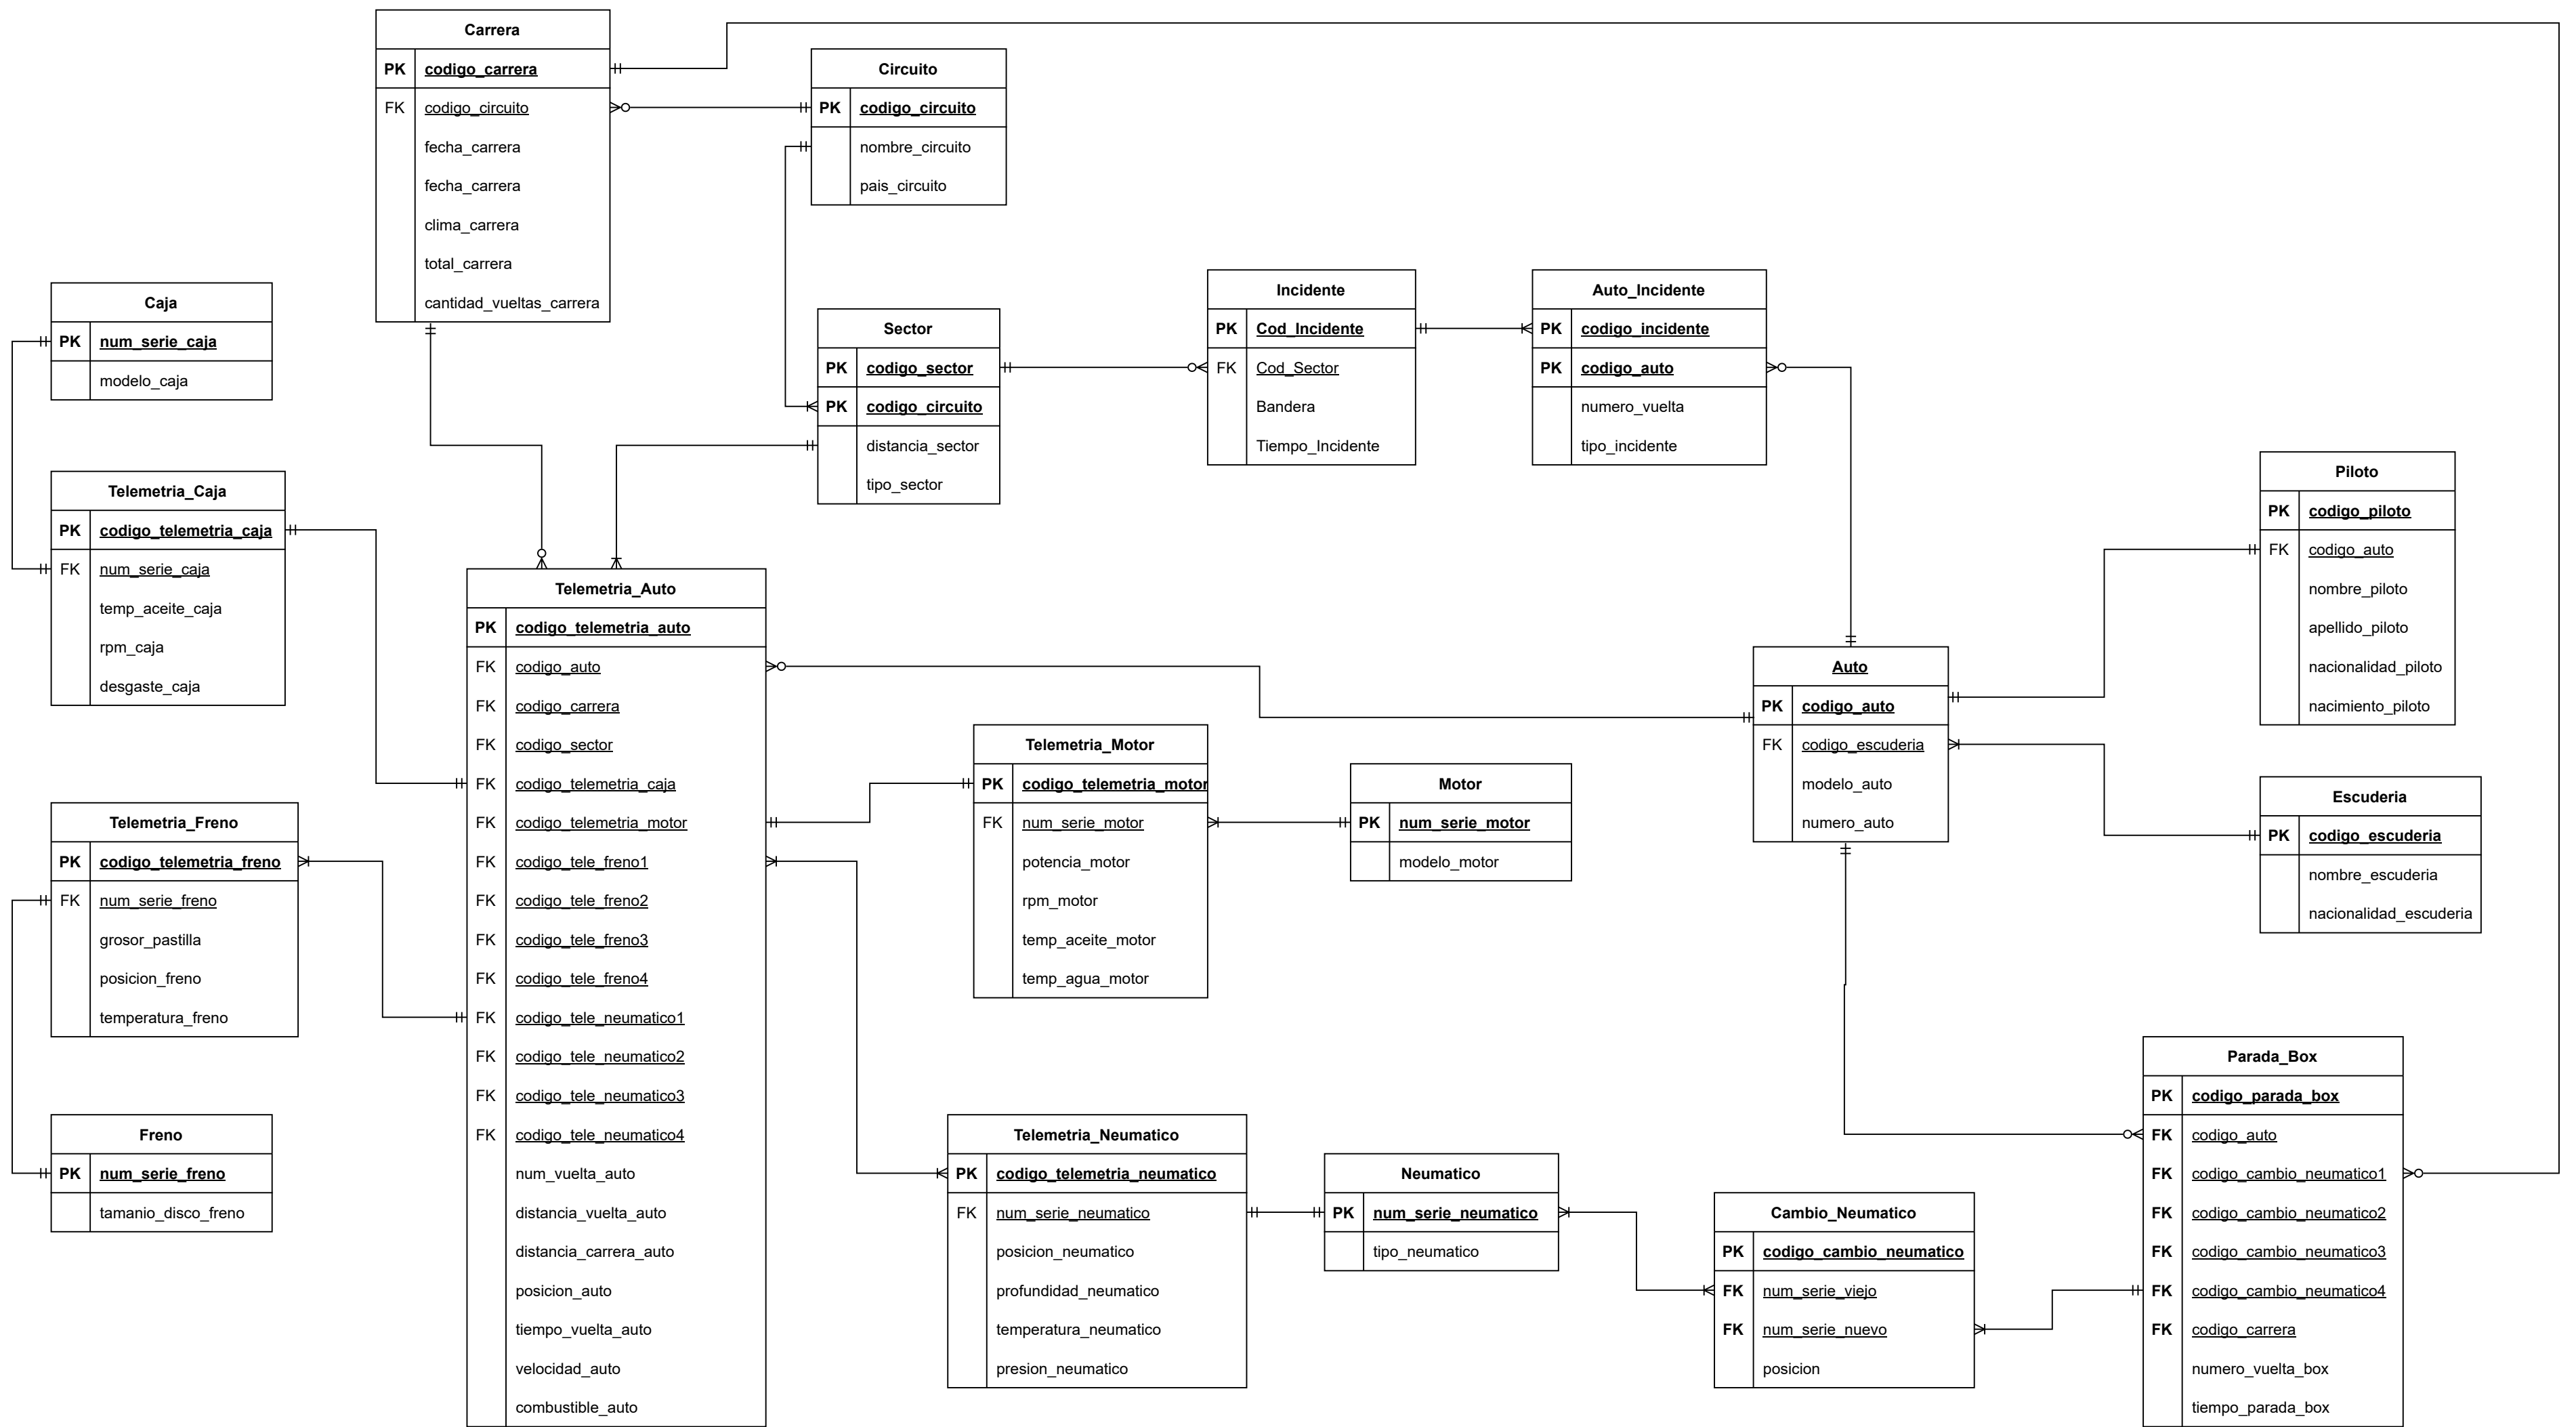 Carrera
PK codigo_carrera
FK codigo_circuito
fecha_carrera
fecha_carrera
clima_carrera
total_carrera
cantidad_vueltas_carrera
Circuito
PK codigo_circuito
nombre_circuito
pais_circuito
Caja
PK num_serie_caja
modelo_caja
Sector
PK codigo_sector
PK codigo_circuito
distancia_sector
tipo_sector
Incidente
PK Cod_Incidente
FK Cod_Sector
Bandera
Tiempo_Incidente
Auto_Incidente
PK codigo_incidente
PK codigo_auto
numero_vuelta
tipo_incidente
Telemetria_Caja
PK codigo_telemetria_caja
FK num_serie_caja
temp_aceite_caja
rpm_caja
desgaste_caja
Piloto
PK codigo_piloto
FK codigo_auto
nombre_piloto
apellido_piloto
nacionalidad_piloto
nacimiento_piloto
Telemetria_Auto
PK codigo_telemetria_auto
FK codigo_auto
FK codigo_carrera
FK codigo_sector
FK codigo_telemetria_caja
FK codigo_telemetria_motor
FK codigo_tele_freno1
FK codigo_tele_freno2
FK codigo_tele_freno3
FK codigo_tele_freno4
FK codigo_tele_neumatico1
FK codigo_tele_neumatico2
FK codigo_tele_neumatico3
FK codigo_tele_neumatico4
num_vuelta_auto
distancia_vuelta_auto
distancia_carrera_auto
posicion_auto
tiempo_vuelta_auto
velocidad_auto
combustible_auto
Auto
PK codigo_auto
FK codigo_escuderia
modelo_auto
numero_auto
Telemetria_Motor
PK codigo_telemetria_motor
FK num_serie_motor
potencia_motor
rpm_motor
temp_aceite_motor
temp_agua_motor
Motor
PK num_serie_motor
modelo_motor
Escuderia
PK codigo_escuderia
nombre_escuderia
nacionalidad_escuderia
Telemetria_Freno
PK codigo_telemetria_freno
FK num_serie_freno
grosor_pastilla
posicion_freno
temperatura_freno
Freno
PK num_serie_freno
tamanio_disco_freno
Telemetria_Neumatico
PK codigo_telemetria_neumatico
FK num_serie_neumatico
posicion_neumatico
profundidad_neumatico
temperatura_neumatico
presion_neumatico
Neumatico
PK num_serie_neumatico
tipo_neumatico
Cambio_Neumatico
PK codigo_cambio_neumatico
FK num_serie_viejo
FK num_serie_nuevo
posicion
Parada_Box
PK codigo_parada_box
FK codigo_auto
FK codigo_cambio_neumatico1
FK codigo_cambio_neumatico2
FK codigo_cambio_neumatico3
FK codigo_cambio_neumatico4
FK codigo_carrera
numero_vuelta_box
tiempo_parada_box